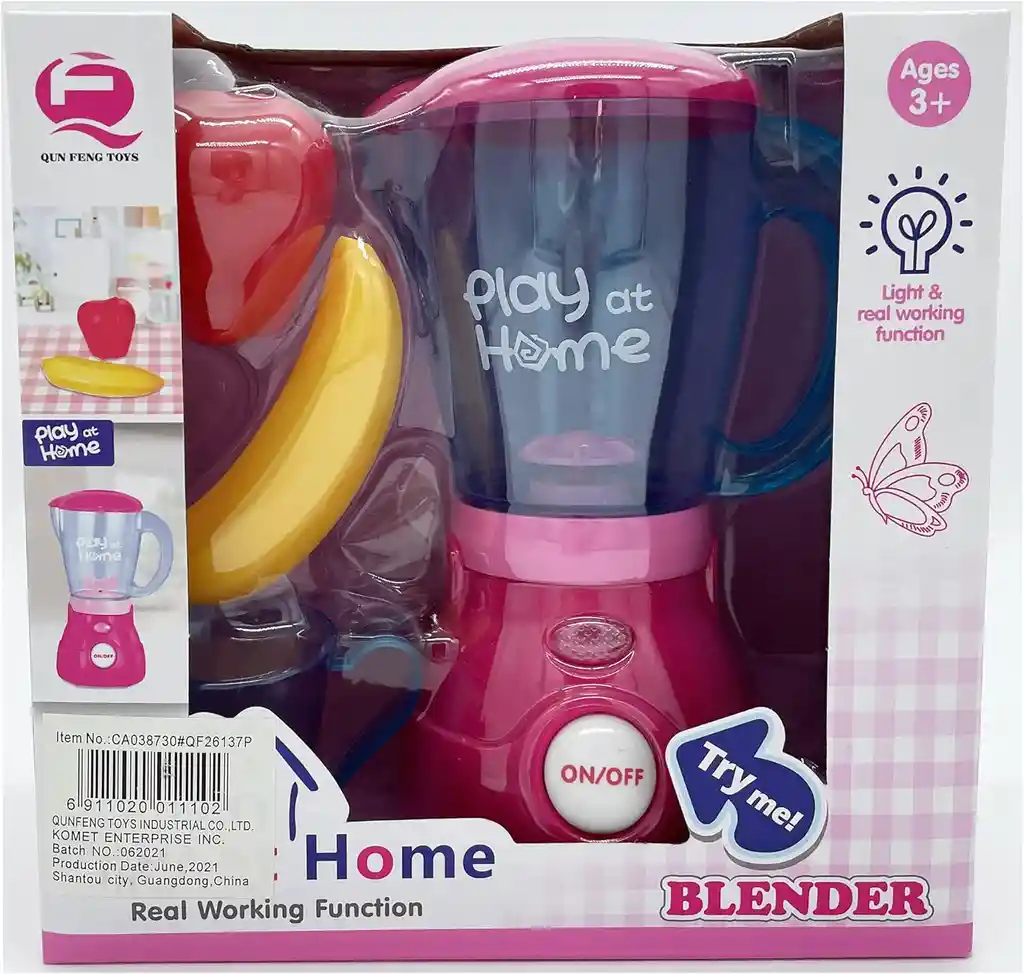 QUN FENG TOYS
Ages
3+
Light &
real working
function
Play at
Home
Play at
Home
Play at
Home
ON/OFF
ON/OFF
Try me!
Item No.:CA038730#QF26137P
6 911020 011102
QUNFENG TOYS INDUSTRIAL CO.,LTD.
KOMET ENTERPRISE INC.
Batch NO.:062021
Production Date:June,2021
Shantou city, Guangdong,China
Home
Real Working Function
BLENDER